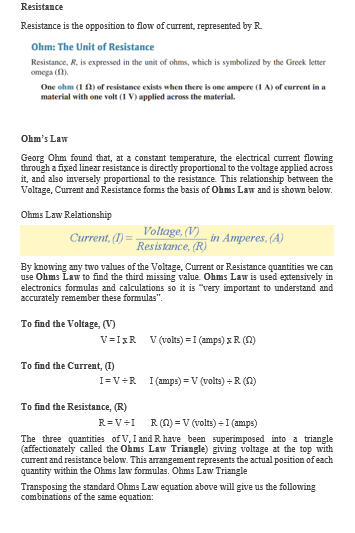 Resistance
Resistance is the opposition to flow of current, represented by R.
Ohm: The Unit of Resistance
Resistance, R, is expressed in the unit of ohms, which is symbolized by the Greek letter
omega (Ω).
One ohm (1 Ω) of resistance exists when there is one ampere (1 A) of current in a
material with one volt (1 V) applied across the material.
Ohm's Law
Georg Ohm found that, at a constant temperature, the electrical current flowing
through a fixed linear resistance is directly proportional to the voltage applied across
it, and also inversely proportional to the resistance. This relationship between the
Voltage, Current and Resistance forms the basis of Ohms Law and is shown below.
Ohms Law Relationship
Current, (I) = Voltage, (V) / Resistance, (R) in Amperes, (A)
By knowing any two values of the Voltage, Current or Resistance quantities we can
use Ohms Law to find the third missing value. Ohms Law is used extensively in
electronics formulas and calculations so it is "very important to understand and
accurately remember these formulas".
To find the Voltage, (V)
V = I x R V (volts) = I (amps) x R (Ω)
To find the Current, (I)
I = V ÷ R I (amps) = V (volts) ÷ R (Ω)
To find the Resistance, (R)
R = V ÷ I R (Ω) = V (volts) ÷ I (amps)
The three quantities of V, I and R have been superimposed into a triangle
(affectionately called the Ohms Law Triangle) giving voltage at the top with
current and resistance below. This arrangement represents the actual position of each
quantity within the Ohms law formulas. Ohms Law Triangle
Transposing the standard Ohms Law equation above will give us the following
combinations of the same equation: